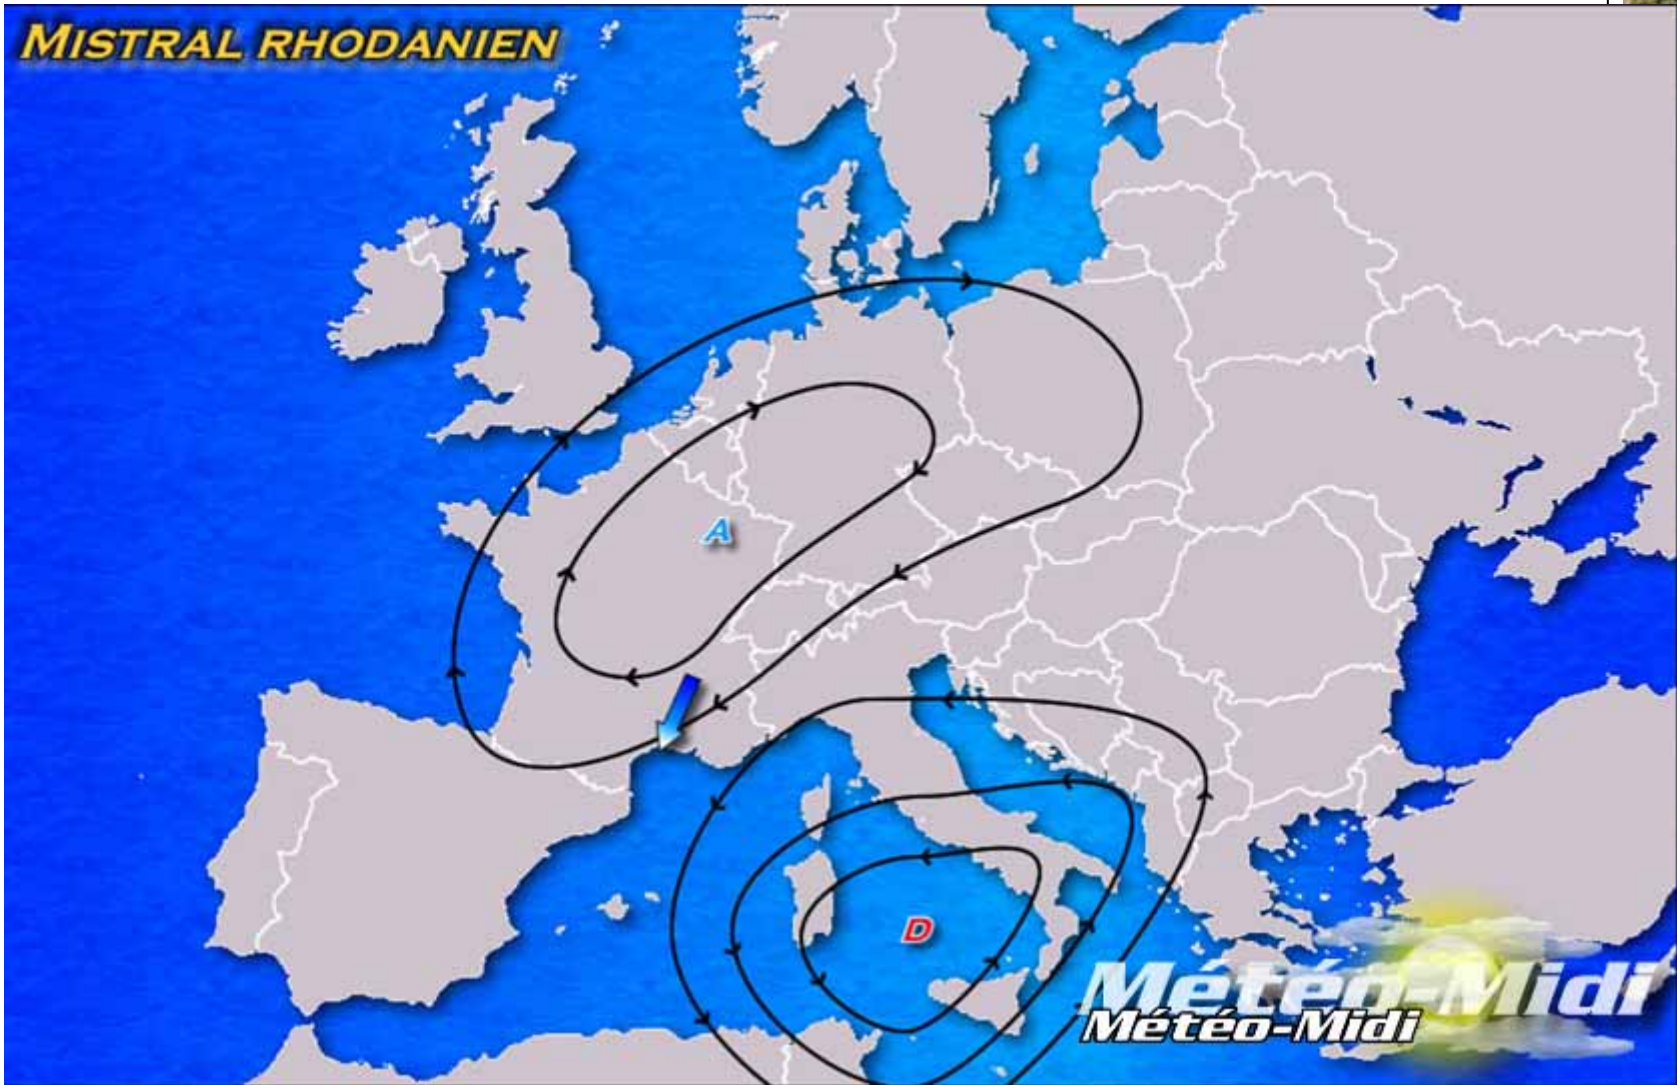 MISTRAL RHODANIEN
A
D
Météo-Midi
Météo-Midi